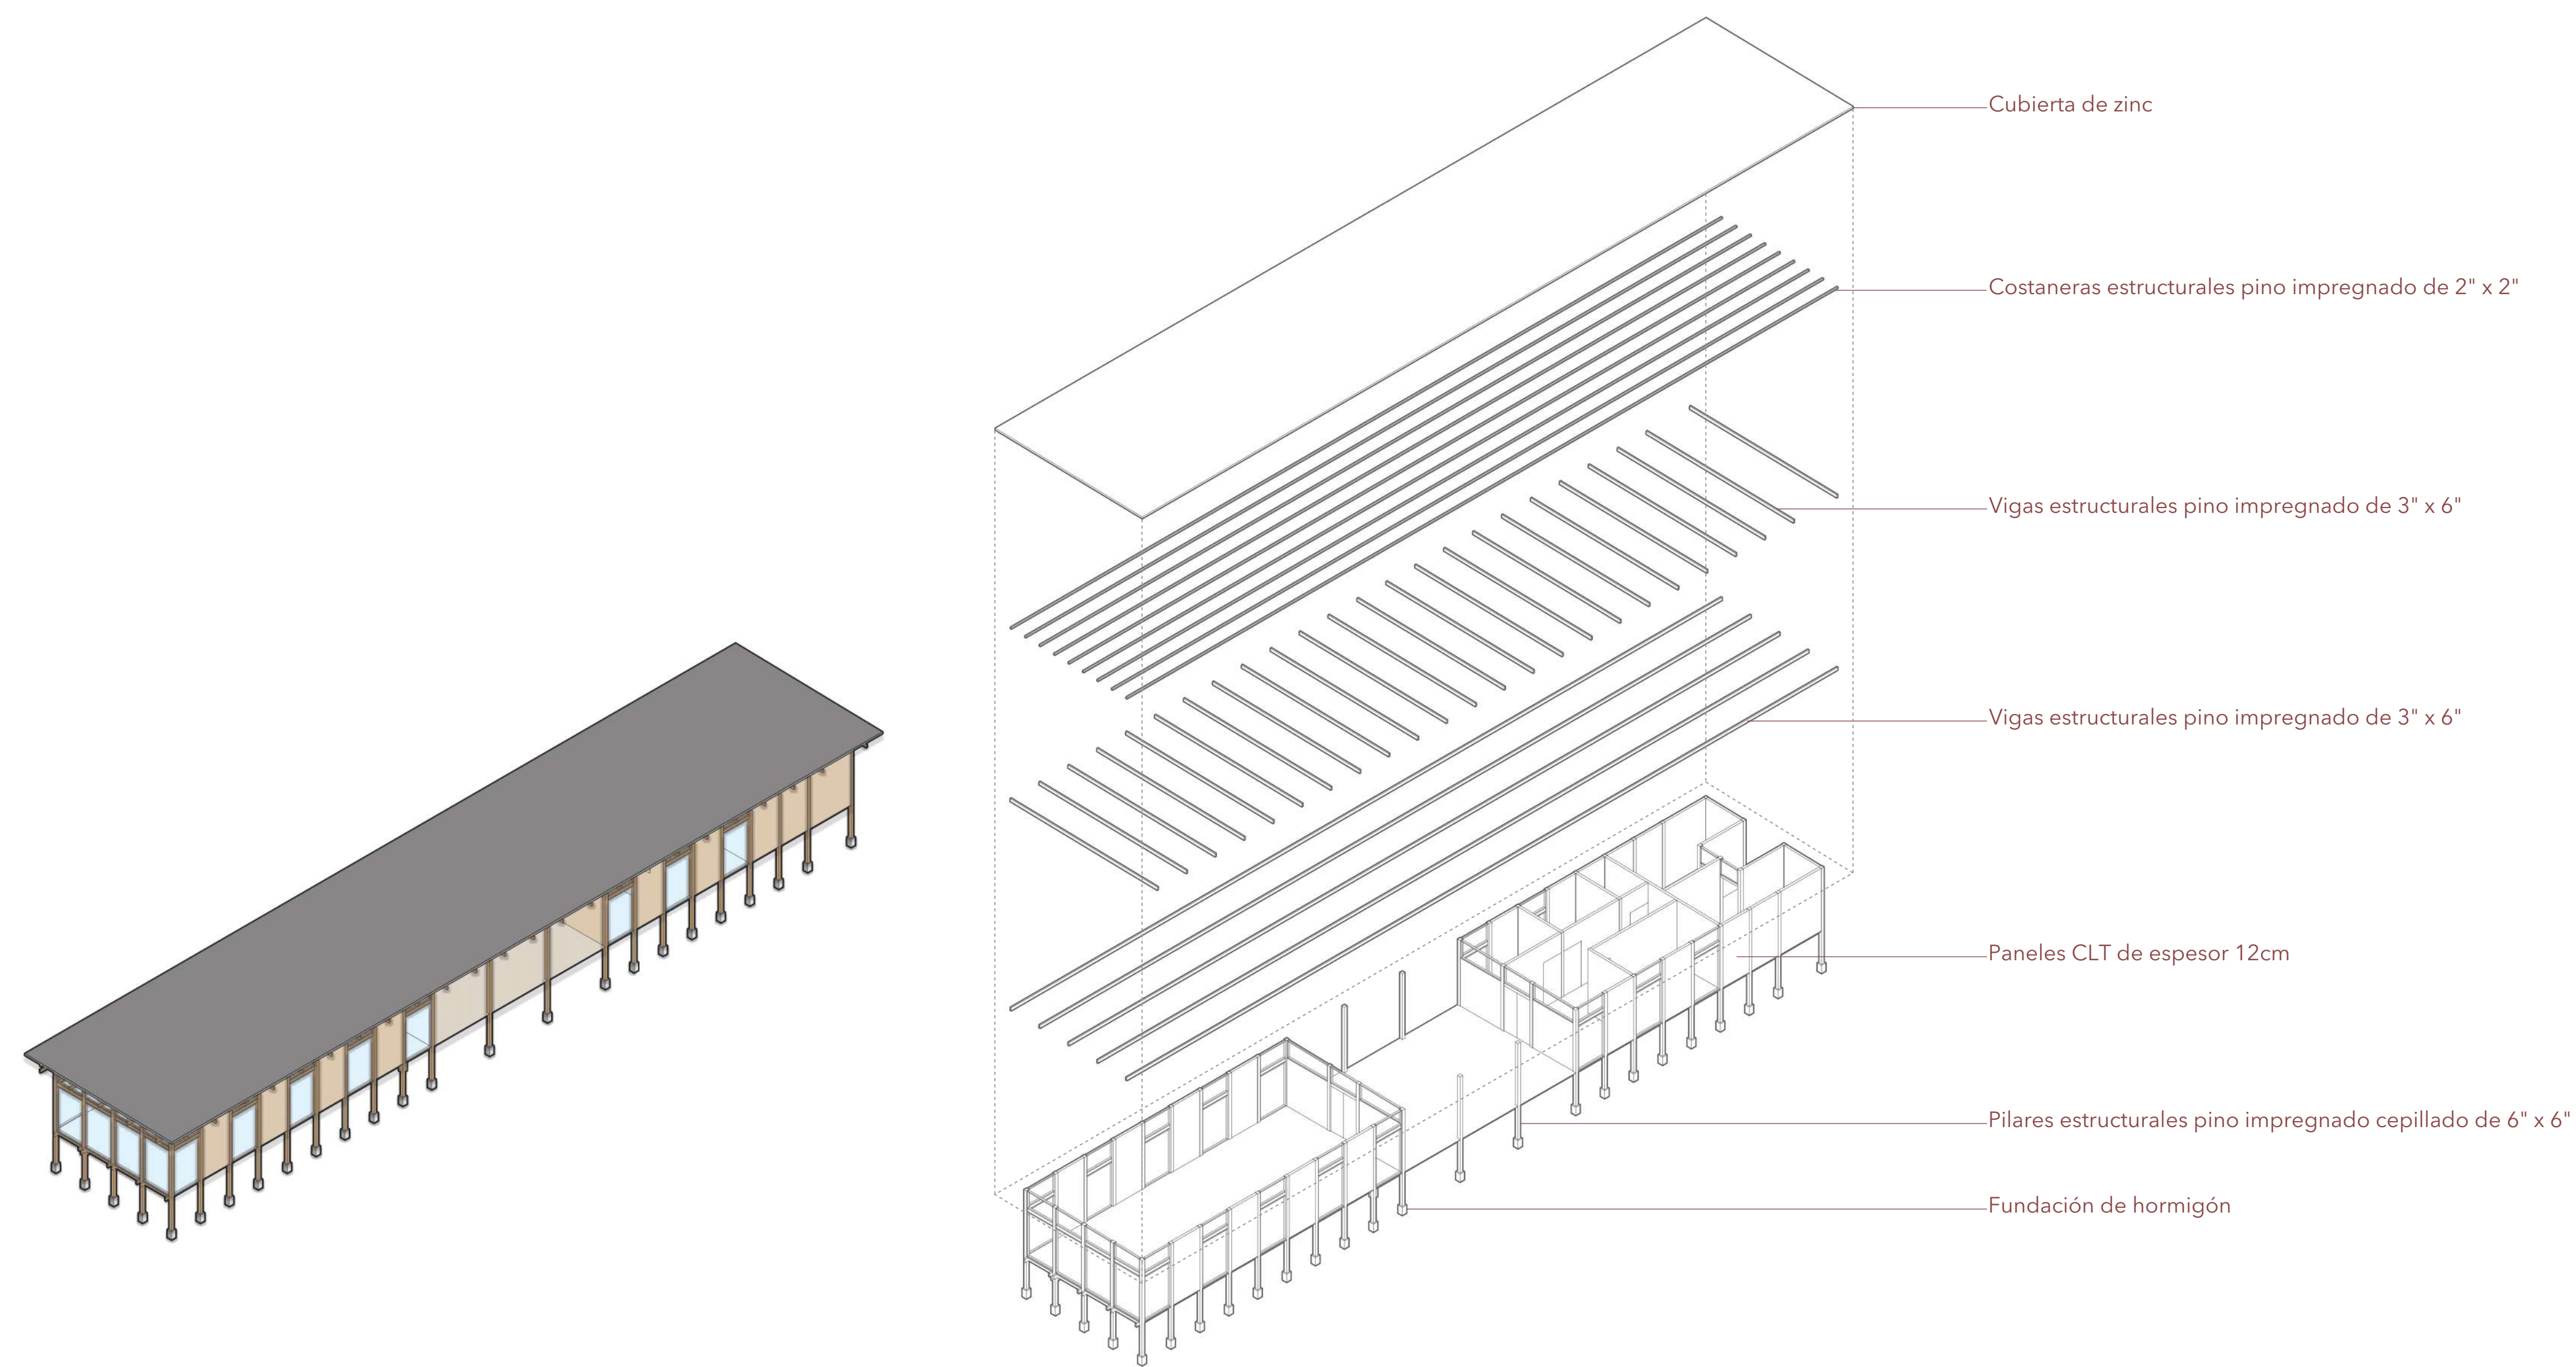 Cubierta de zinc
Costaneras estructurales pino impregnado de 2" x 2"
Vigas estructurales pino impregnado de 3" x 6"
Vigas estructurales pino impregnado de 3" x 6"
Paneles CLT de espesor 12cm
Pilares estructurales pino impregnado cepillado de 6" x 6"
Fundación de hormigón